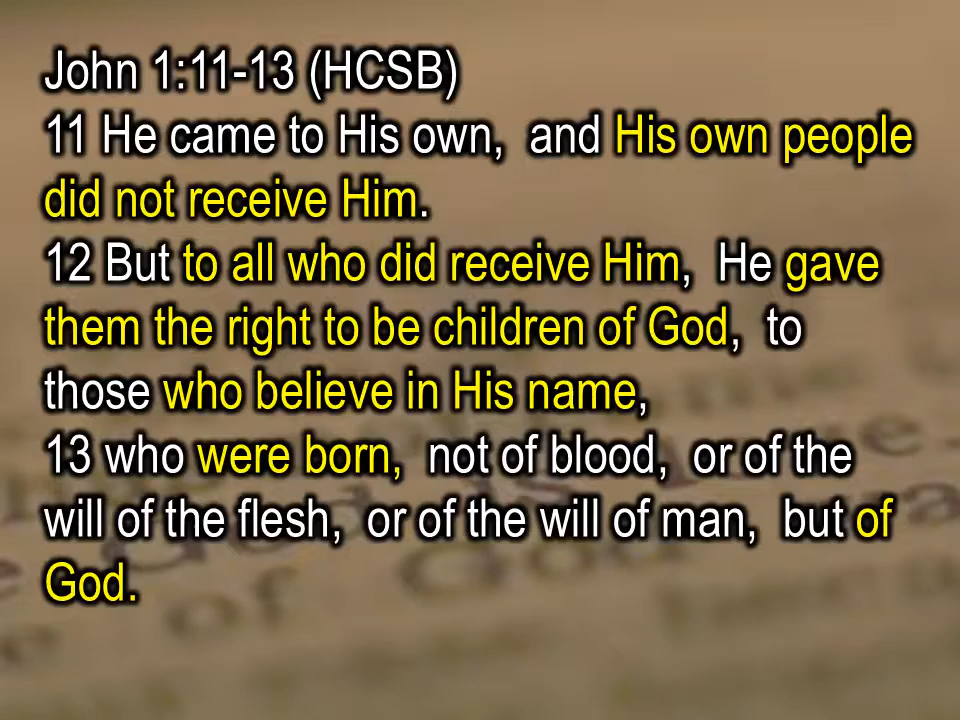 John 1:11-13 (HCSB)
11 He came to His own,  and His own people
did not receive Him.
12 But to all who did receive Him,  He gave
them the right to be children of God,  to
those who believe in His name,
13 who were born,  not of blood,  or of the
will of the flesh,  or of the will of man,  but of
God.